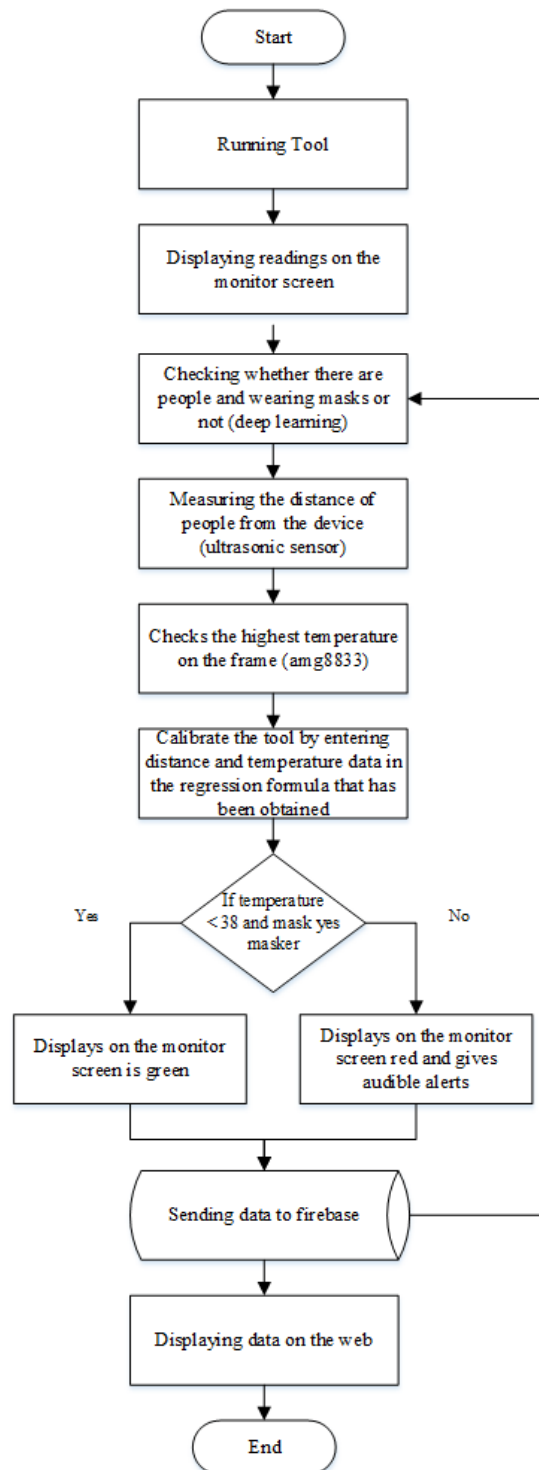 Start
Running Tool
Displaying readings on the
monitor screen
Checking whether there are
people and wearing masks or
not (deep learning)
Measuring the distance of
people from the device
(ultrasonic sensor)
Checks the highest temperature
on the frame (amg8833)
Calibrate the tool by entering
distance and temperature data in
the regression formula that has
been obtained
If temperature
<38 and mask yes
masker
Yes
No
Displays on the monitor
screen is green
Displays on the monitor
screen red and gives
audible alerts
Sending data to firebase
Displaying data on the web
End